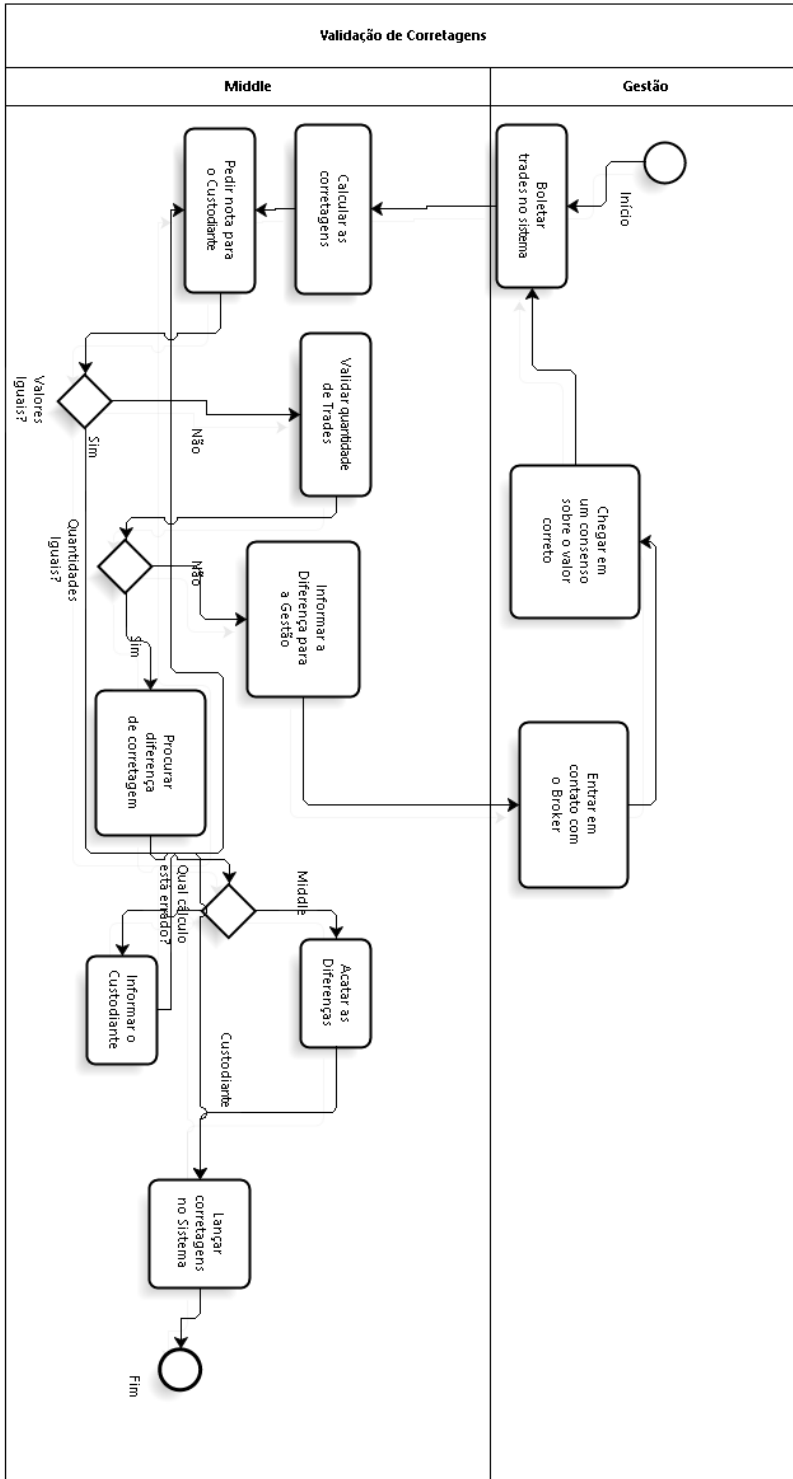 Validação de Corretagens
Middle
Gestão
Início
Boletar
trades no sistema
Calcular as
corretagens
Pedir nota para
o Custodiante
Valores
Iguais?
Sim
Não
Validar quantidade
de Trades
Quantidades
Iguais?
Não
Sim
Informar a
Diferença para
a Gestão
Chegar em
um consenso
sobre o valor
correto
Entrar em
contato com
o Broker
Procurar
diferença
de corretagem
Qual cálculo
está errado?
Middle
Custodiante
Acatar as
Diferenças
Informar o
Custodiante
Lançar
corretagens
no Sistema
Fim